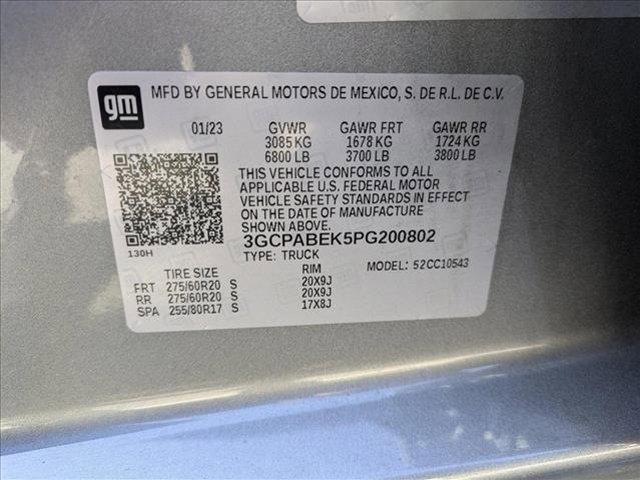 gm
MFD BY GENERAL MOTORS DE MEXICO, S. DE R.L. DE C.V.
01/23 GVWR GAWR FRT GAWR RR
3085 KG 1678 KG 1724 KG
6800 LB 3700 LB 3800 LB
THIS VEHICLE CONFORMS TO ALL
APPLICABLE U.S. FEDERAL MOTOR
VEHICLE SAFETY STANDARDS IN EFFECT
ON THE DATE OF MANUFACTURE
SHOWN ABOVE.
3GCPABEK5PG200802
130H
TYPE: TRUCK MODEL: 52CC10543
TIRE SIZE RIM
FRT 275/60R20 S 20X9J
RR 275/60R20 S 20X9J
SPA 255/80R17 S 17X8J